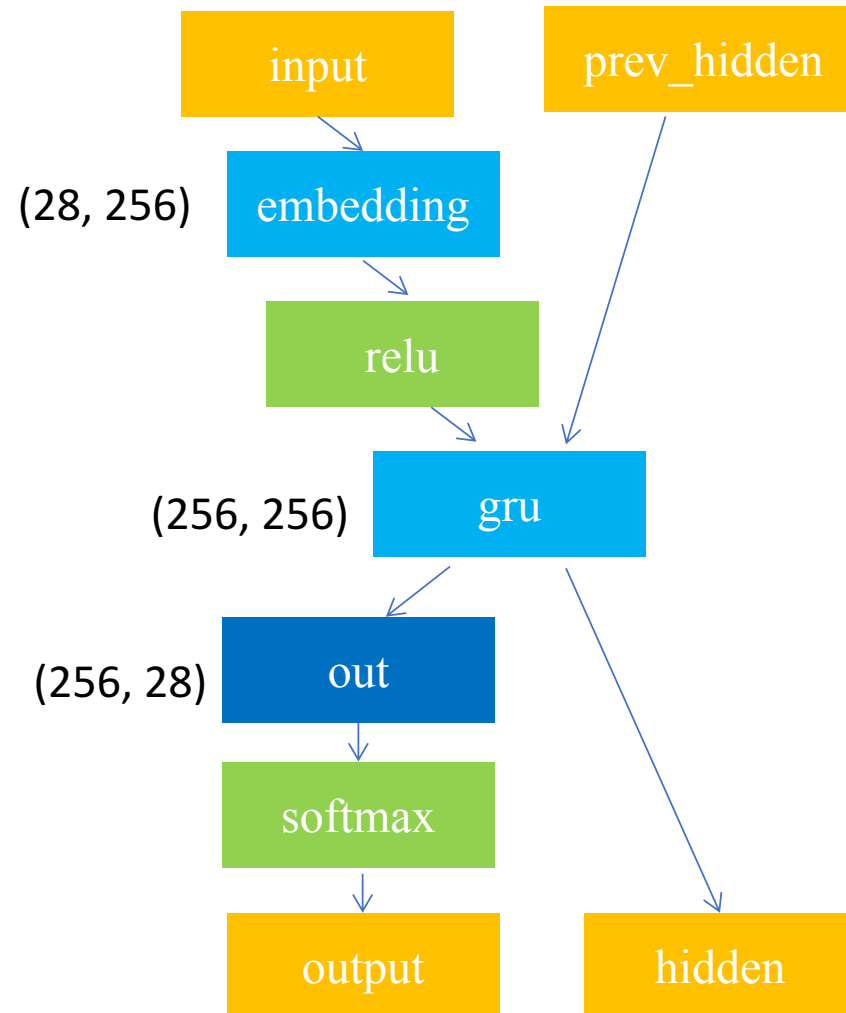 input
prev_hidden
(28, 256)
embedding
relu
(256, 256)
gru
(256, 28)
out
softmax
output
hidden